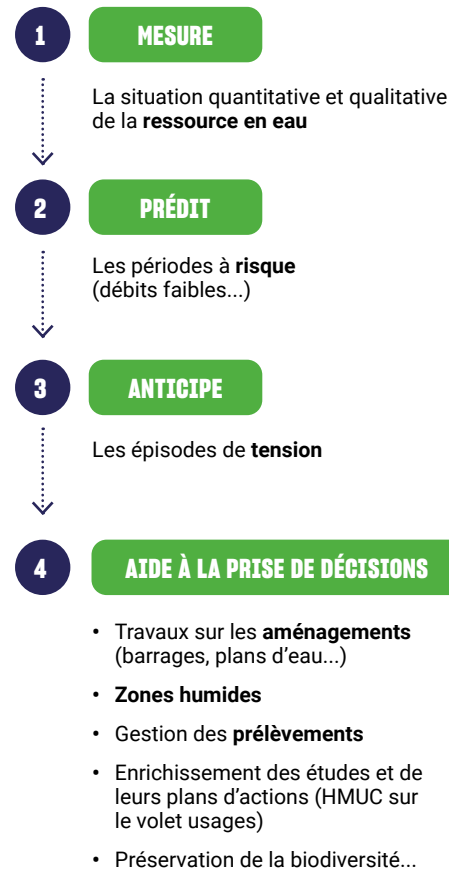 1
MESURE
La situation quantitative et qualitative
de la ressource en eau
2
PRÉDIT
Les périodes à risque
(débits faibles...)
3
ANTICIPE
Les épisodes de tension
4
AIDE À LA PRISE DE DÉCISIONS
• Travaux sur les aménagements
(barrages, plans d'eau...)
• Zones humides
• Gestion des prélèvements
• Enrichissement des études et de
leurs plans d'actions (HMUC sur
le volet usages)
• Préservation de la biodiversité...